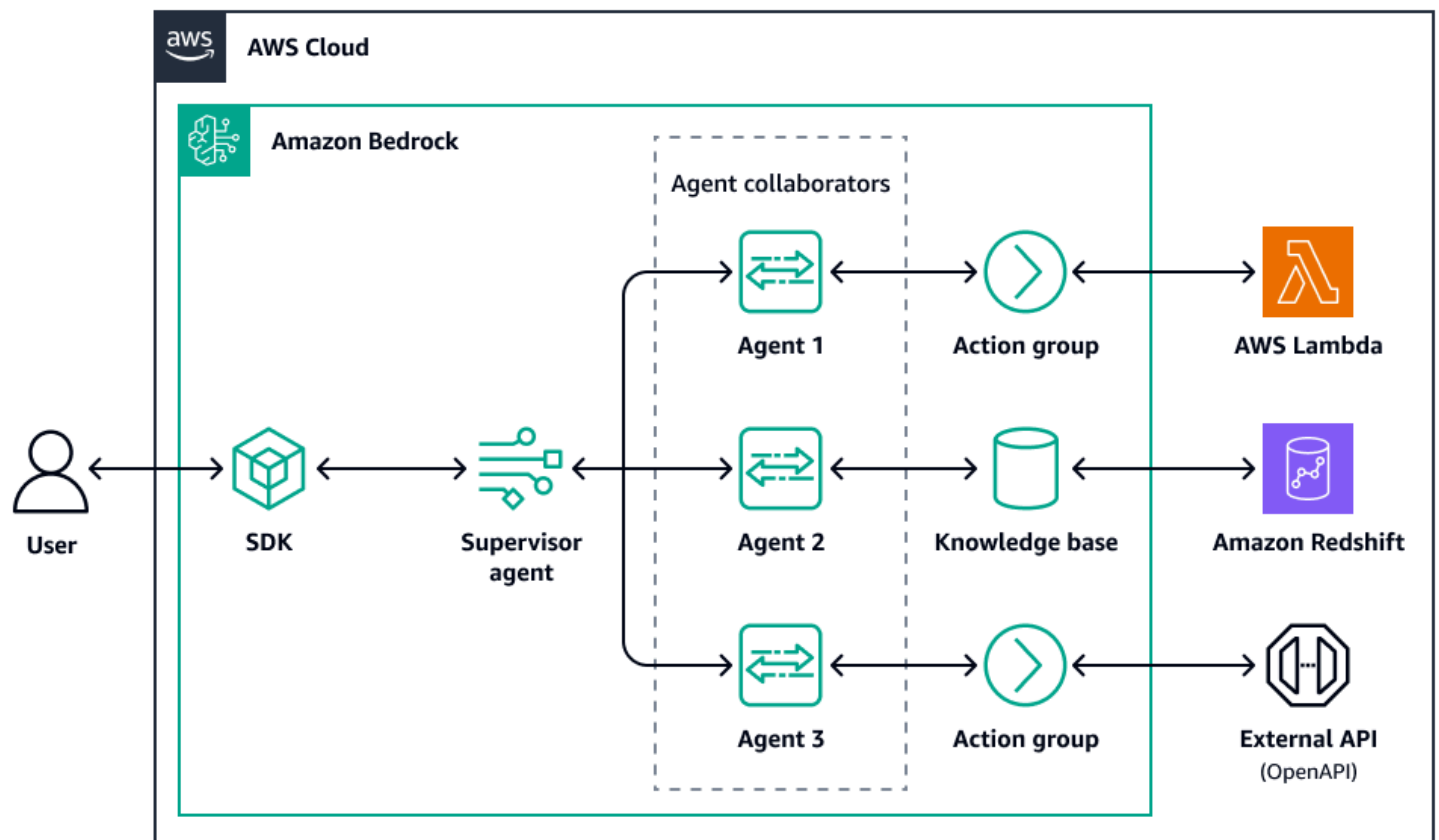 aws
AWS Cloud
Amazon Bedrock
Agent collaborators
Agent 1
Action group
AWS Lambda
User
SDK
Supervisor
agent
Agent 2
Knowledge base
Amazon Redshift
Agent 3
Action group
External API
(OpenAPI)